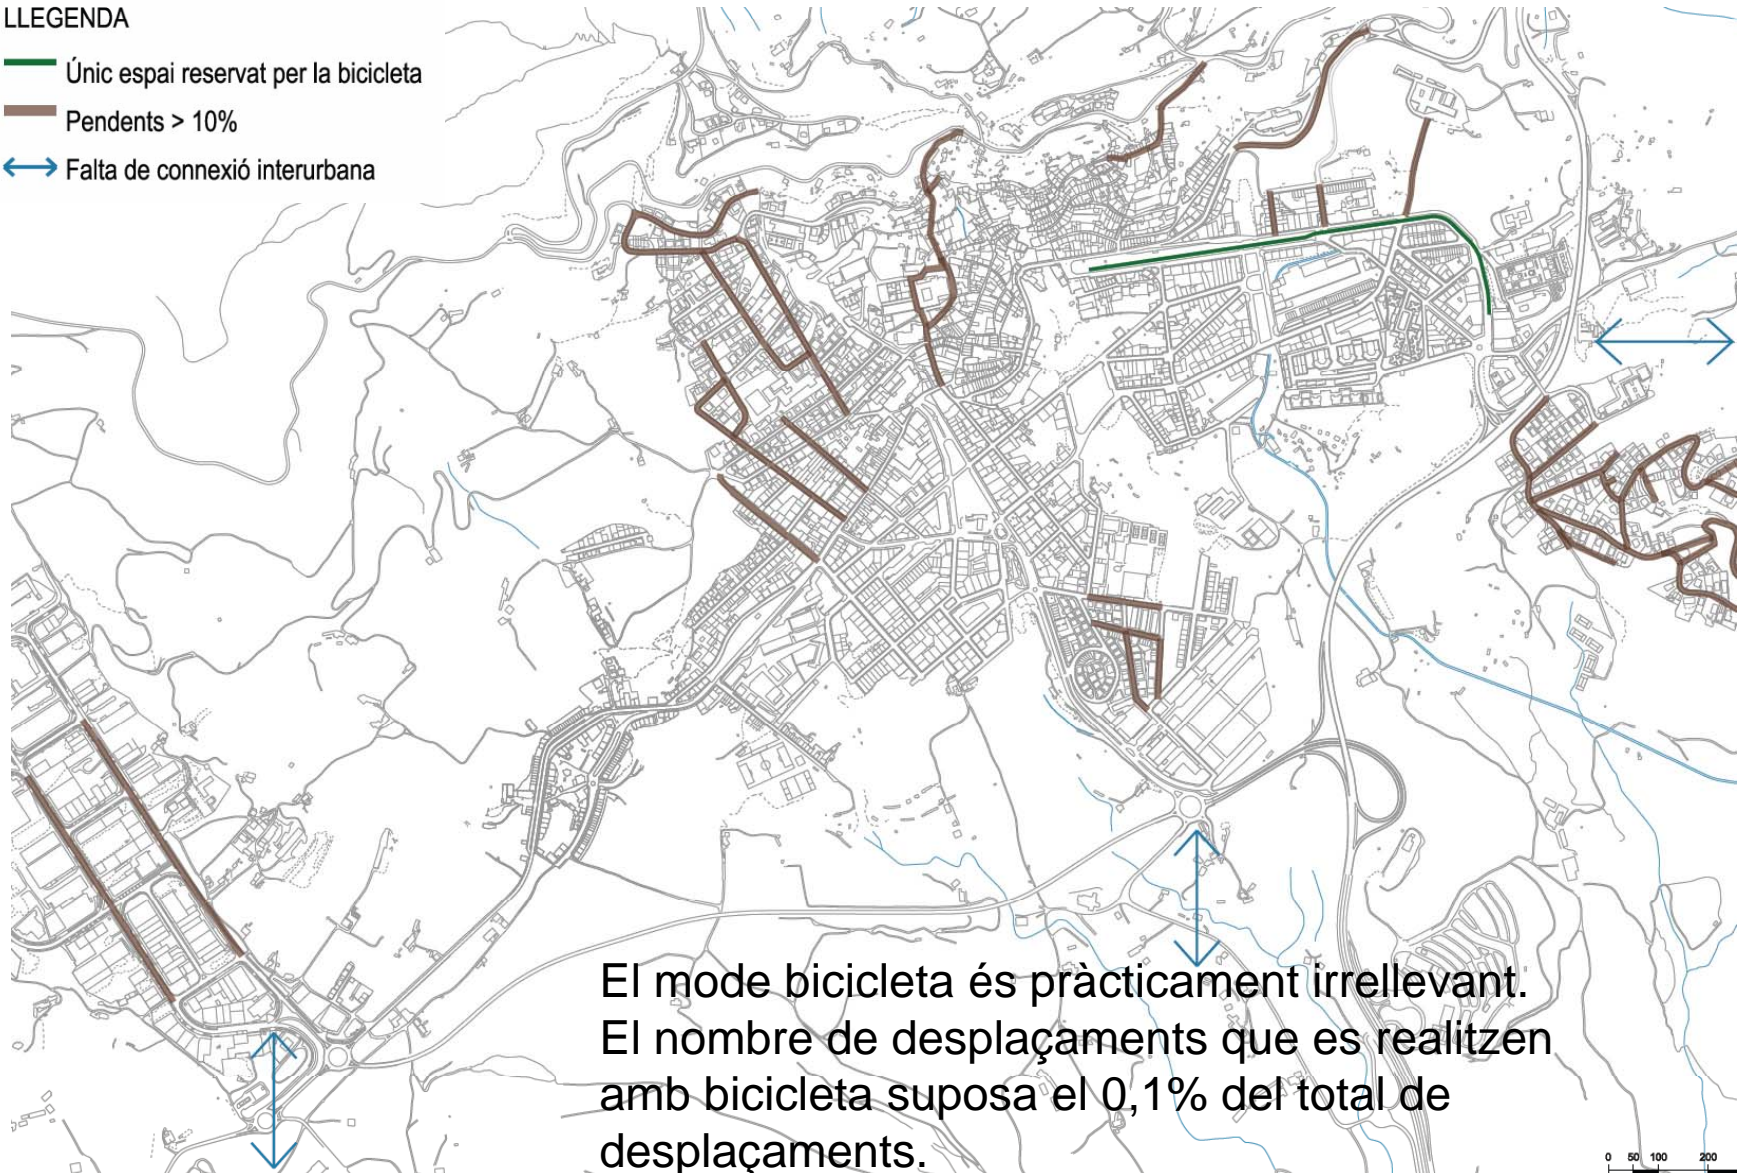 LLEGENDA
Únic espai reservat per la bicicleta
Pendents > 10%
Falta de connexió interurbana
El mode bicicleta és pràcticament irrellevant.
El nombre de desplaçaments que es realitzen
amb bicicleta suposa el 0,1% del total de
desplaçaments.
0 50 100 200